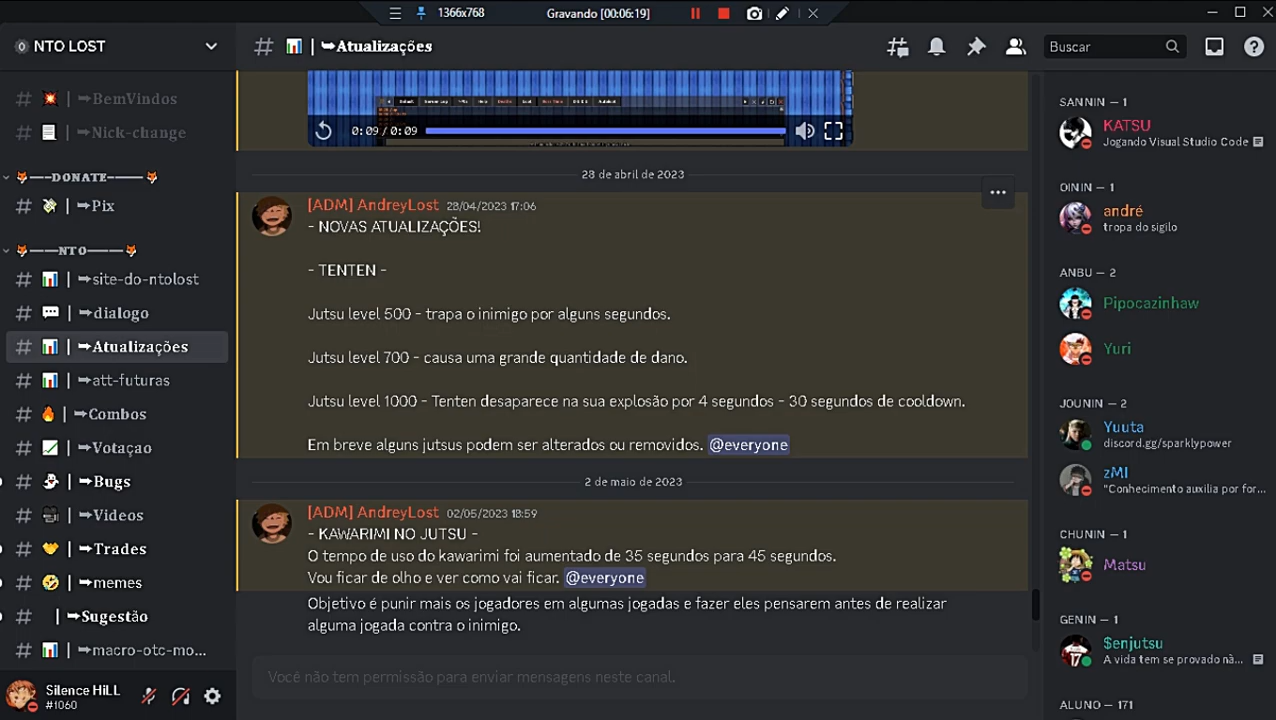 1366x768
Gravando [00:06:19]
NTO LOST
| ➥Atualizações
Buscar
| ➥BemVindos
| ➥Nick-change
—–DONATE—––
| ➥Pix
—––NTO—––
| ➥site-do-ntolost
| ➥dialogo
| ➥Atualizações
| ➥att-futuras
| ➥Combos
| ➥Votaçao
| ➥Bugs
| ➥Videos
| ➥Trades
| ➥memes
| ➥Sugestão
| ➥macro-otc-mo...
Silence HiLL
#1060
0:09 / 0:09
28 de abril de 2023
[ADM] AndreyLost 28/04/2023 17:06
- NOVAS ATUALIZAÇÕES!
- TENTEN -
Jutsu level 500 - trapa o inimigo por alguns segundos.
Jutsu level 700 - causa uma grande quantidade de dano.
Jutsu level 1000 - Tenten desaparece na sua explosão por 4 segundos - 30 segundos de cooldown.
Em breve alguns jutsus podem ser alterados ou removidos. @everyone
2 de maio de 2023
[ADM] AndreyLost 02/05/2023 18:59
- KAWARIMI NO JUTSU -
O tempo de uso do kawarimi foi aumentado de 35 segundos para 45 segundos.
Vou ficar de olho e ver como vai ficar. @everyone
Objetivo é punir mais os jogadores em algumas jogadas e fazer eles pensarem antes de realizar
alguma jogada contra o inimigo.
Você não tem permissão para enviar mensagens neste canal.
SANNIN — 1
KATSU
Jogando Visual Studio Code
OININ — 1
andré
tropa do sigilo
ANBU — 2
Pipocazinhaw
Yuri
JOUNIN — 2
Yuuta
discord.gg/sparklypower
zMI
"Conhecimento auxilia por for...
CHUNIN — 1
Matsu
GENIN — 1
$enjutsu
A vida tem se provado nã...
ALUNO — 171